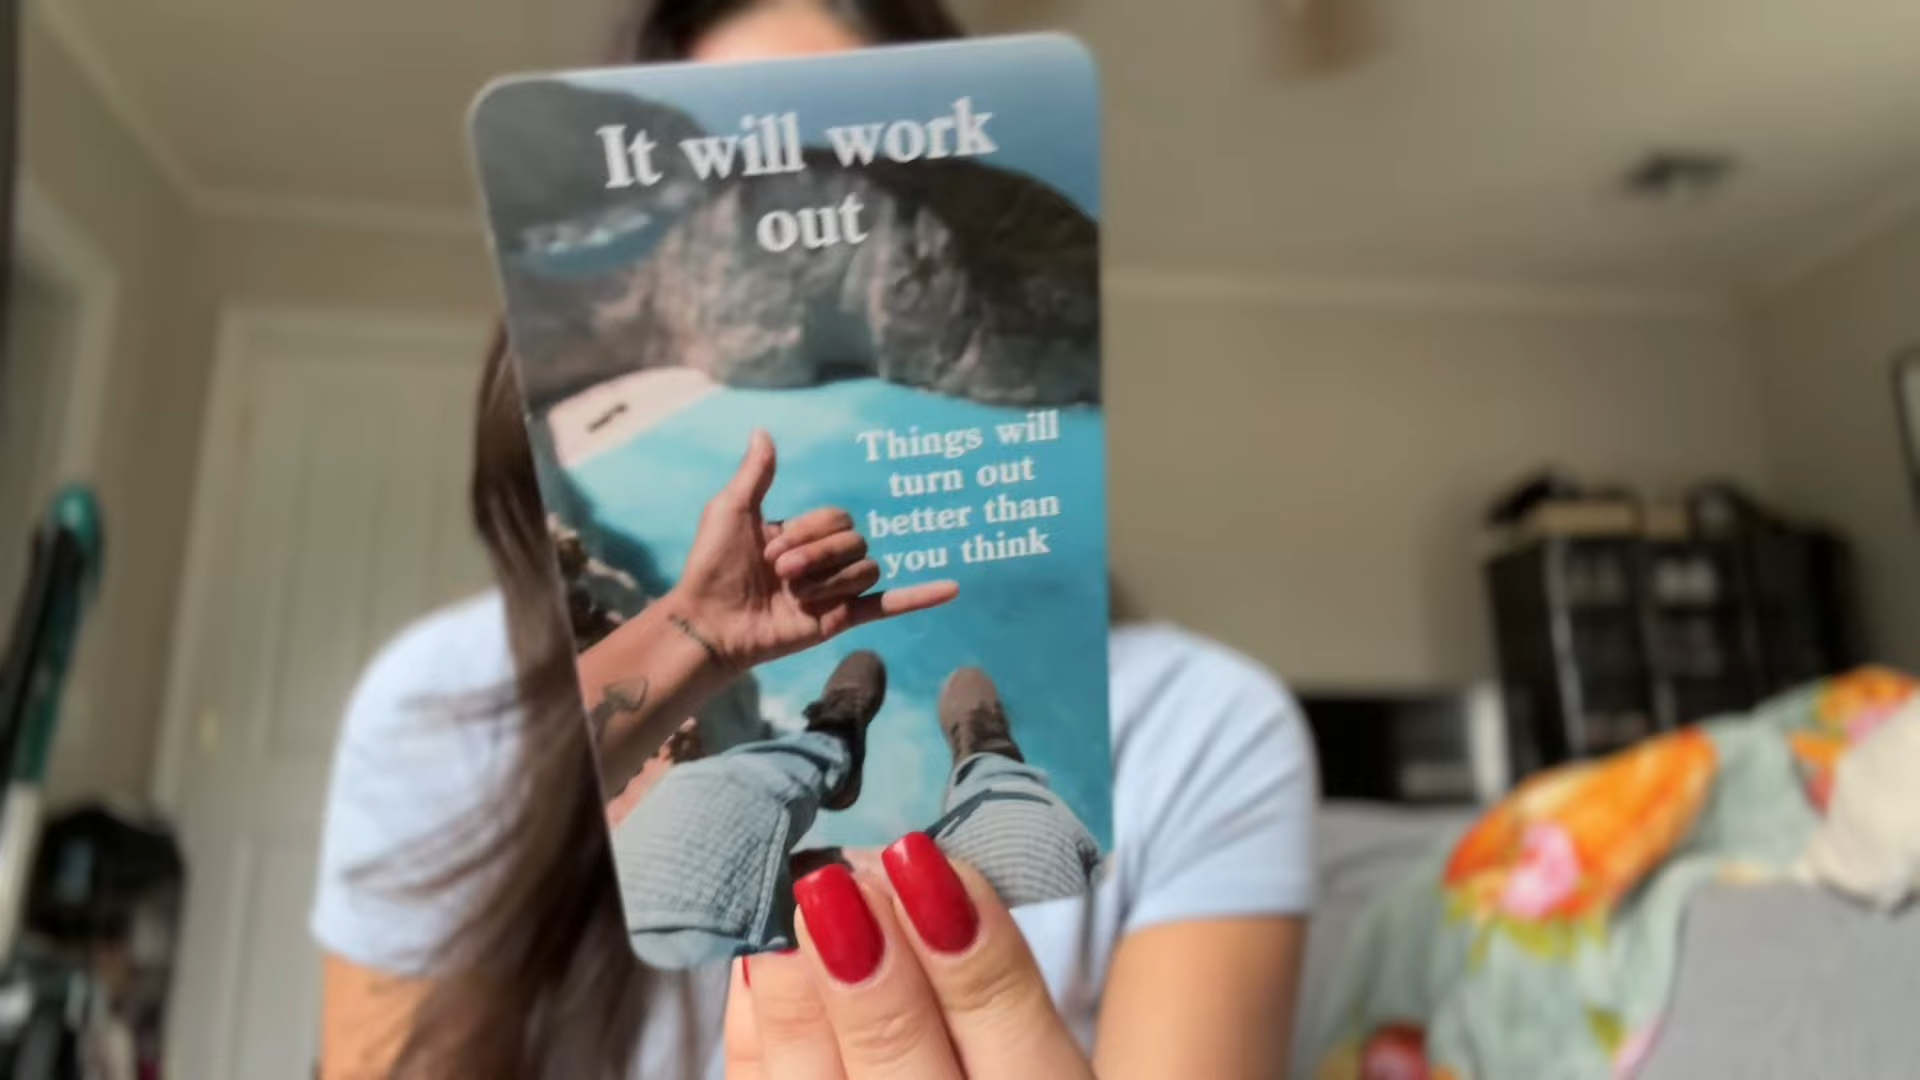 It will work
out
Things will
turn out
better than
you think